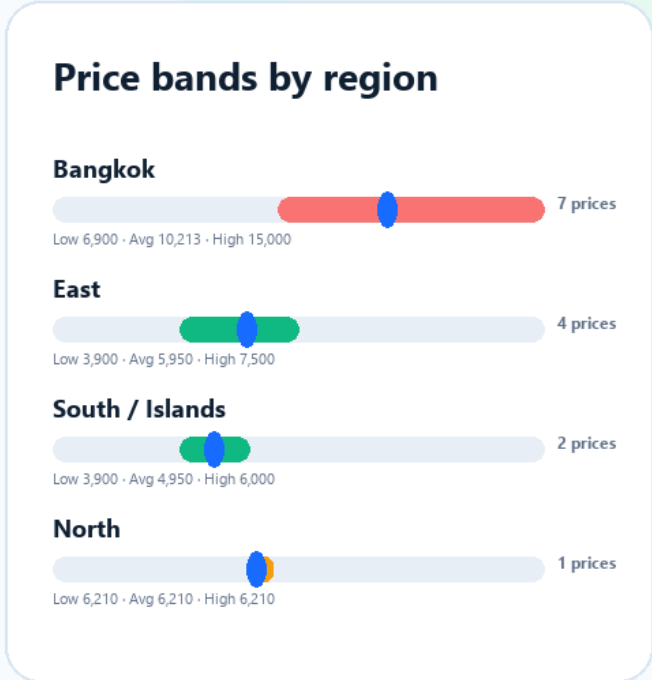 Price bands by region
Bangkok
7 prices
Low 6,900 · Avg 10,213 · High 15,000
East
4 prices
Low 3,900 · Avg 5,950 · High 7,500
South / Islands
2 prices
Low 3,900 · Avg 4,950 · High 6,000
North
1 prices
Low 6,210 · Avg 6,210 · High 6,210